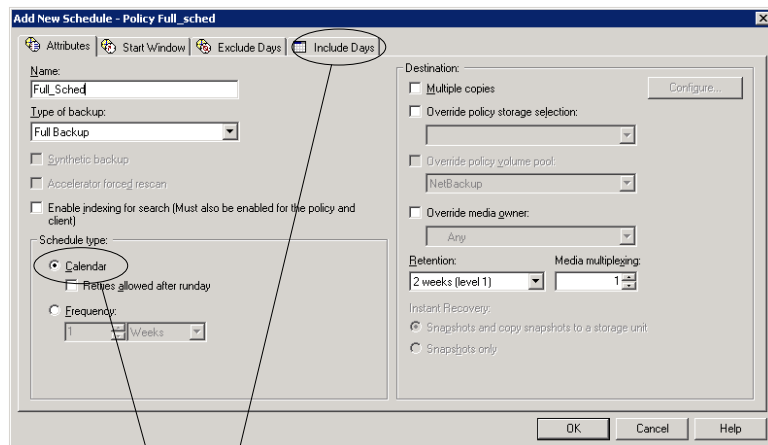 Add New Schedule - Policy Full_sched
Attributes
Start Window
Exclude Days
Include Days
Name:
Full_Sched
Type of backup:
Full Backup
Synthetic backup
Accelerator forced rescan
Enable indexing for search (Must also be enabled for the policy and
client)
Schedule type:
Calendar
Retries allowed after runday
Frequency:
1
Weeks
Destination:
Multiple copies
Configure...
Override policy storage selection:
Override policy volume pool:
NetBackup
Override media owner:
Any
Retention:
Media multiplexing:
2 weeks (level 1)
1
Instant Recovery:
Snapshots and copy snapshots to a storage unit
Snapshots only
OK
Cancel
Help